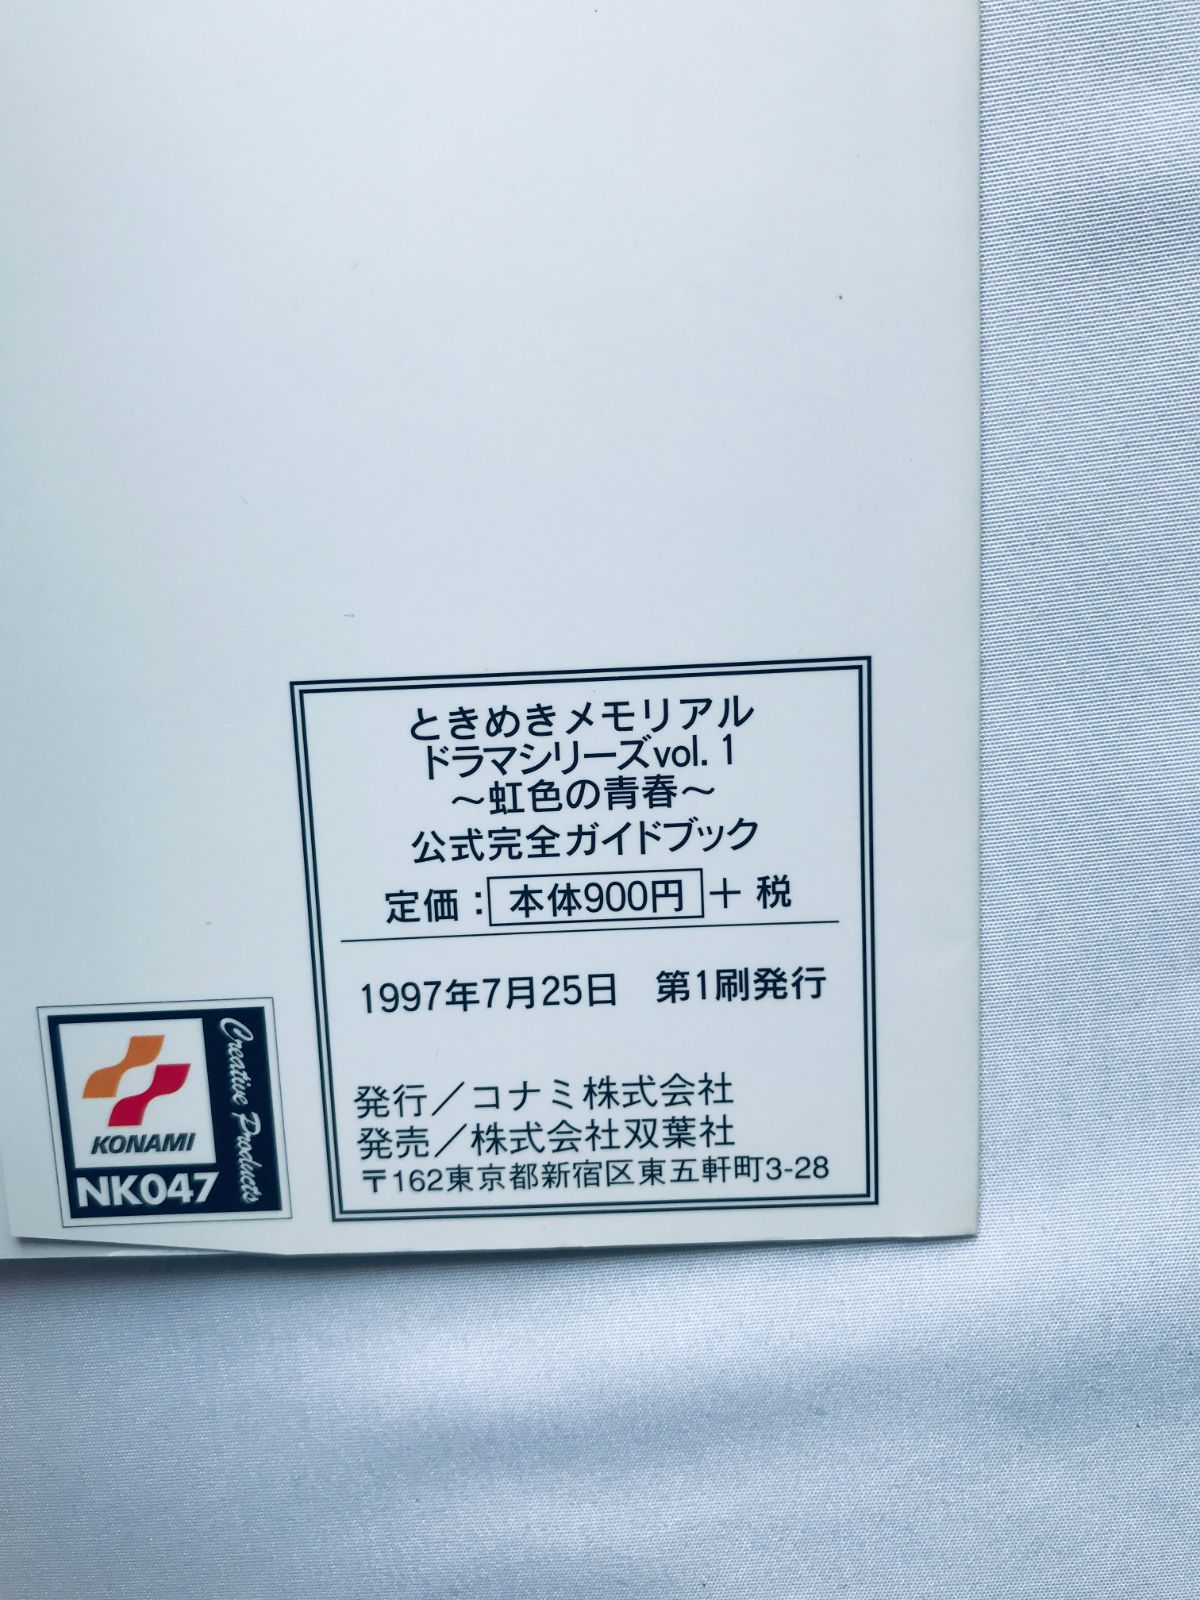 ときめきメモリアル
ドラマシリーズvol.1
～虹色の青春～
公式完全ガイドブック
定価：本体900円＋税
1997年7月25日　第1刷発行
発行／コナミ株式会社
発売／株式会社双葉社
〒162東京都新宿区東五軒町3-28
KONAMI
Creative Products
NK047